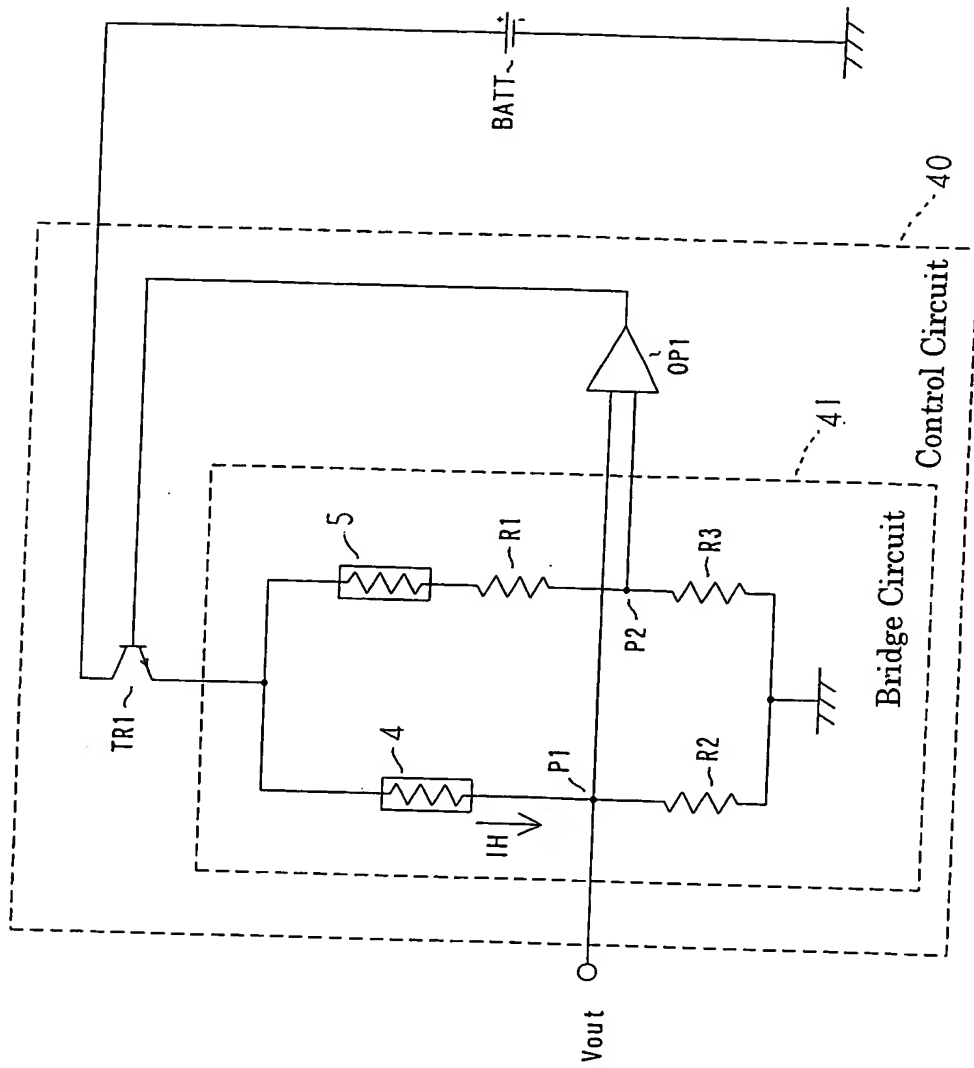 TR1
BATT
+
-
4
IH
5
R1
P1
P2
R2
R3
OP1
Vout
Bridge Circuit
41
Control Circuit
40